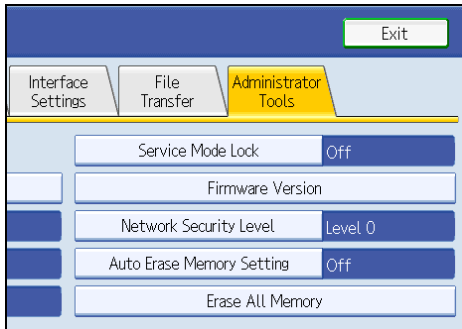 Exit
Interface
Settings
File
Transfer
Administrator
Tools
Service Mode Lock Off
Firmware Version
Network Security Level Level 0
Auto Erase Memory Setting Off
Erase All Memory